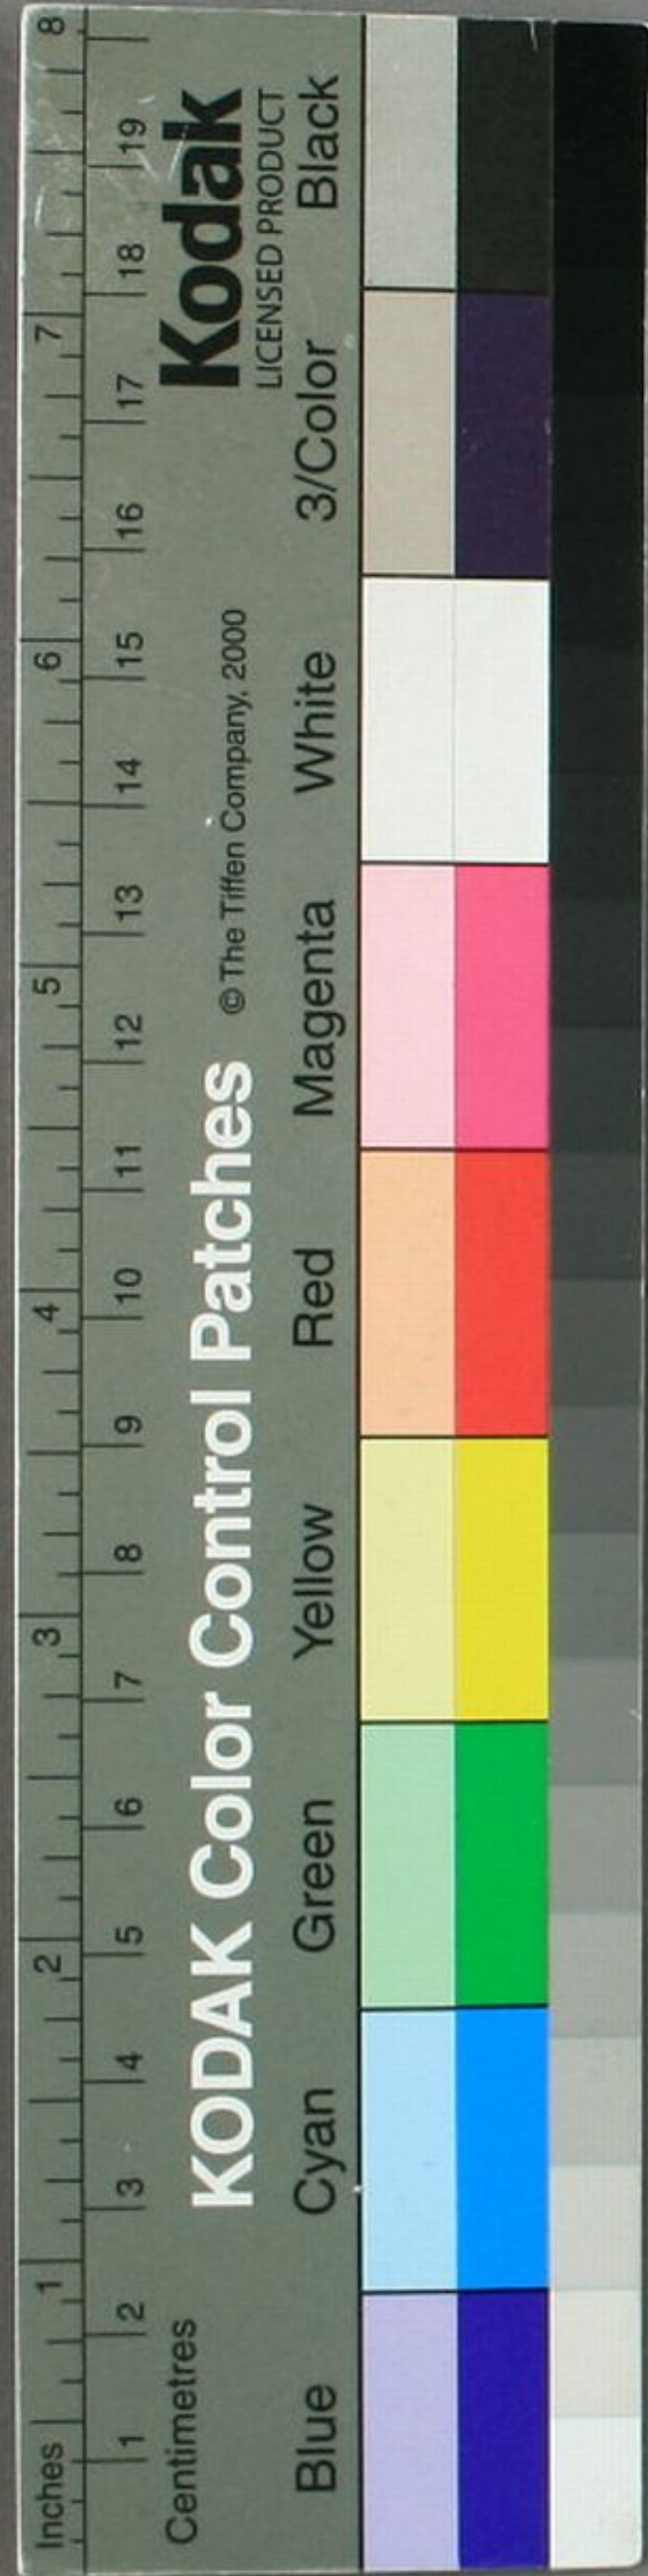 Inches 1 2 3 4 5 6 7 8
1 2 3 4 5 6 7 8 9 10 11 12 13 14 15 16 17 18 19
Centimetres
KODAK Color Control Patches
© The Tiffen Company, 2000
Kodak
LICENSED PRODUCT
Blue Cyan Green Yellow Red Magenta White 3/Color Black